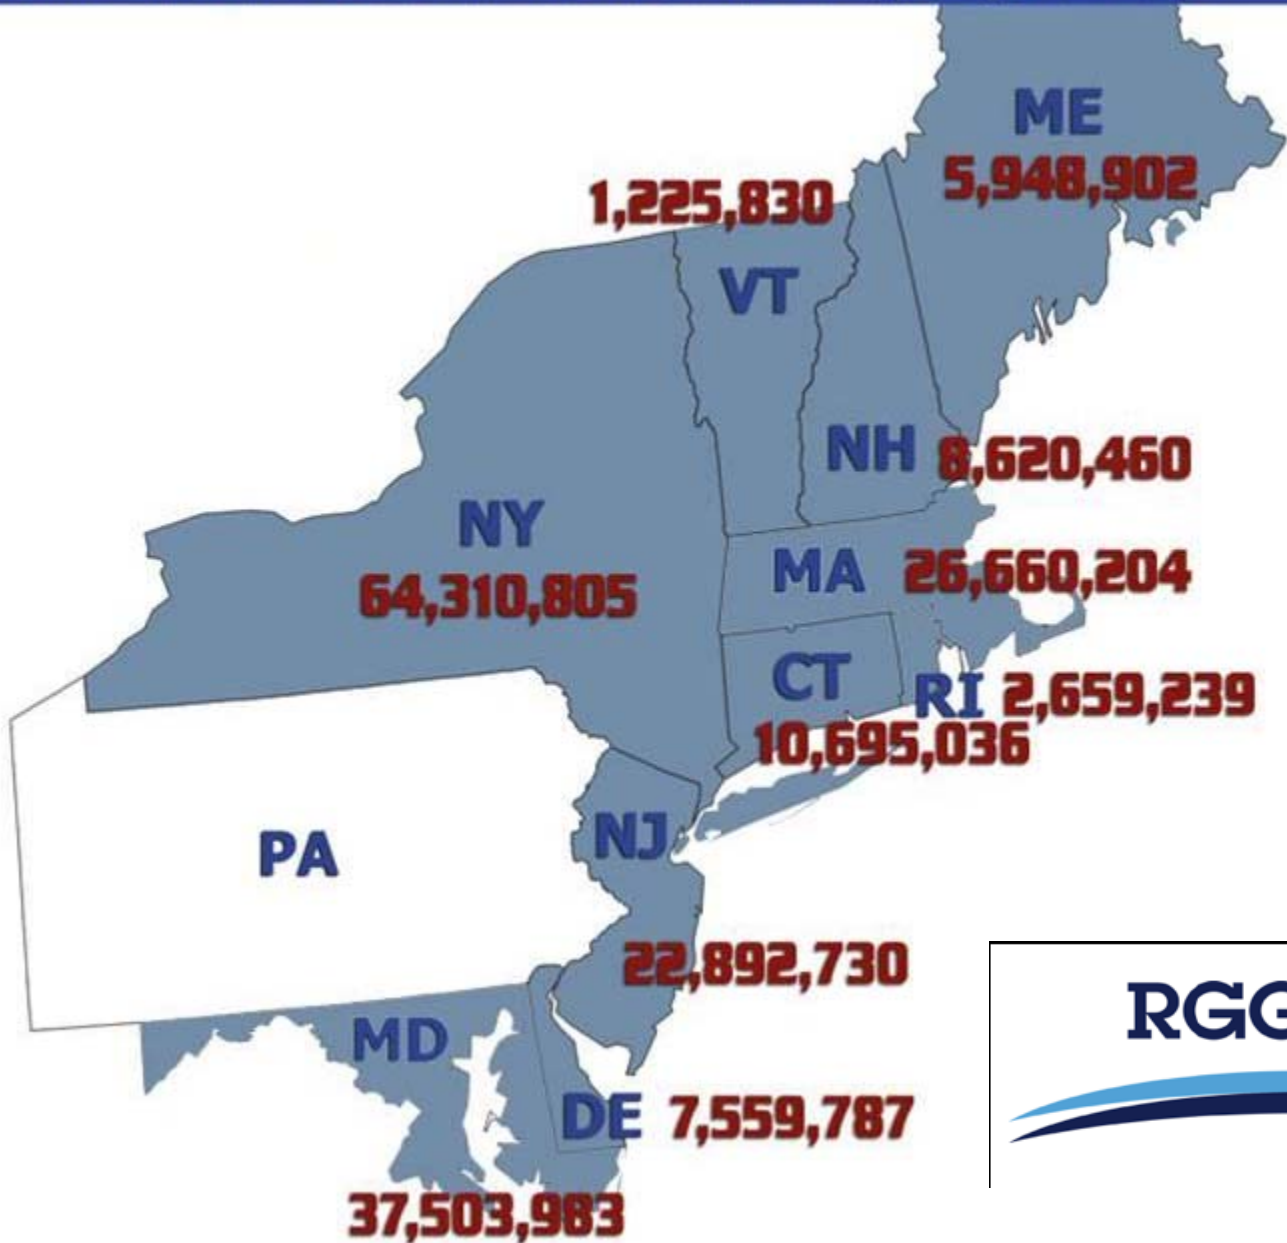 ME
5,948,902
1,225,830
VT
NH 8,620,460
NY
64,310,805
MA 26,660,204
CT
RI 2,659,239
10,695,036
NJ
PA
22,892,730
RGG
MD
DE 7,559,787
37,503,983